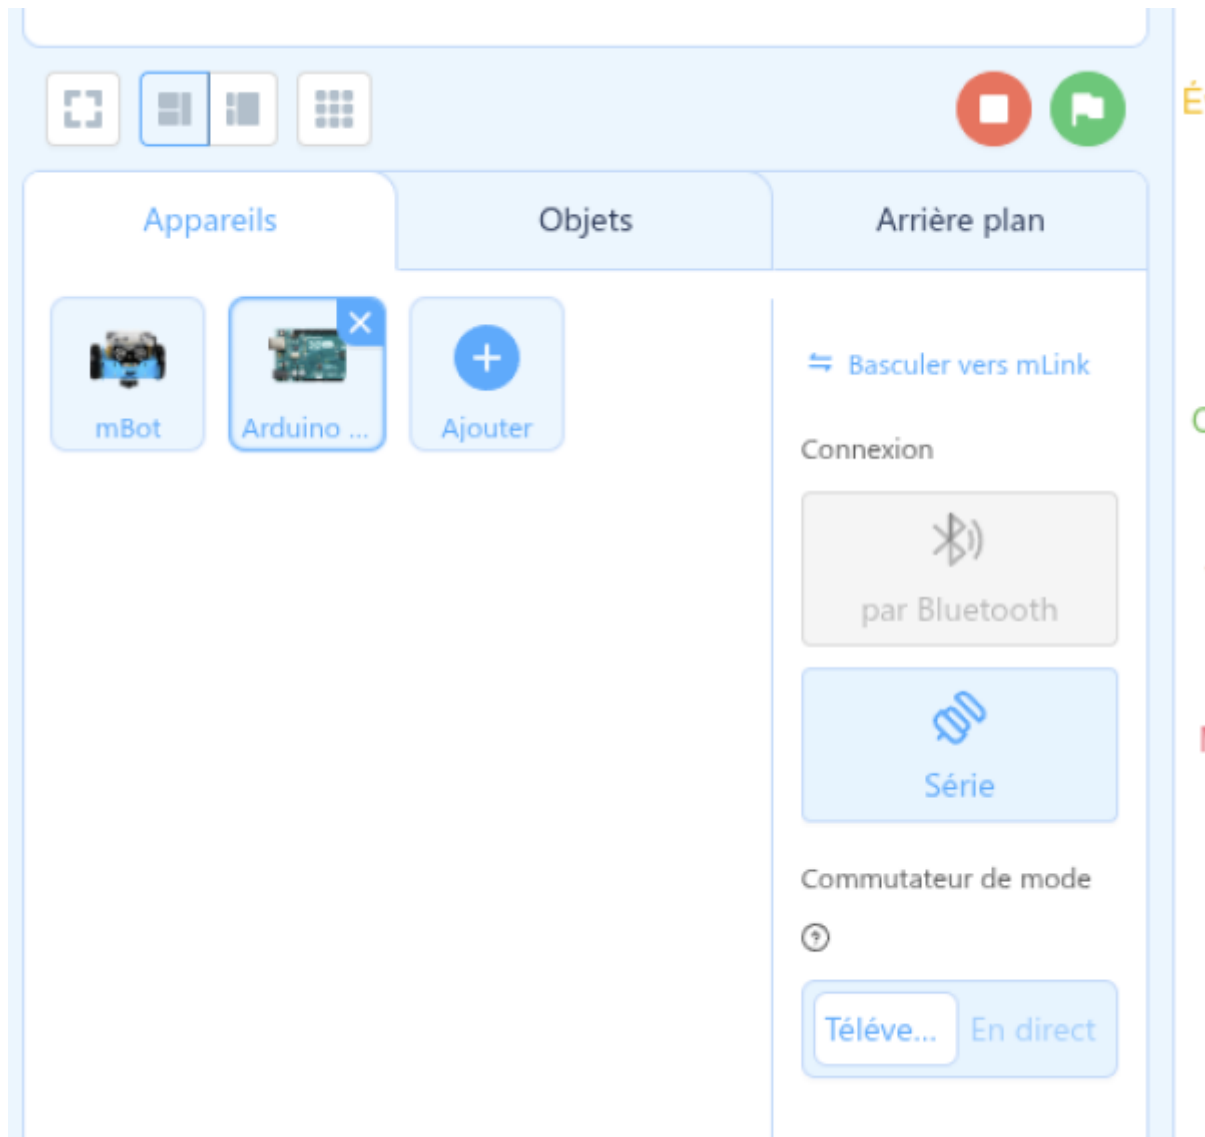 Appareils
Objets
Arrière plan
mBot
Arduino ...
Ajouter
Basculer vers mLink
Connexion
par Bluetooth
Série
Commutateur de mode
Téléve...
En direct